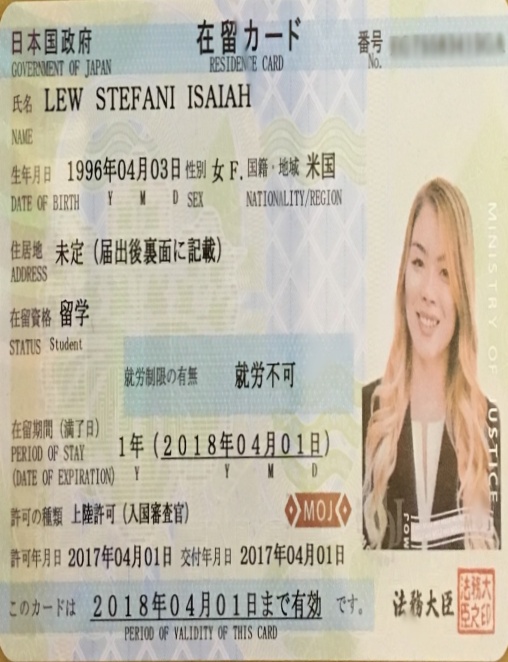 日本国政府 在留カード 番号
GOVERNMENT OF JAPAN RESIDENCE CARD No.
氏名 LEW STEFANI ISAIAH
NAME
生年月日 1996年04月03日 性別 女 F. 国籍・地域 米国
DATE OF BIRTH Y M D SEX NATIONALITY/REGION
住居地 未定（届出後裏面に記載）
ADDRESS
在留資格 留学
STATUS Student
就労制限の有無 就労不可
在留期間（満了日）
PERIOD OF STAY 1年（2018年04月01日）
(DATE OF EXPIRATION) Y Y M D
許可の種類 上陸許可（入国審査官） MOJ
許可年月日 2017年04月01日 交付年月日 2017年04月01日
このカードは 2018年04月01日まで有効 です。
PERIOD OF VALIDITY OF THIS CARD
MINISTRY OF JUSTICE
法務大臣
法務大臣之印